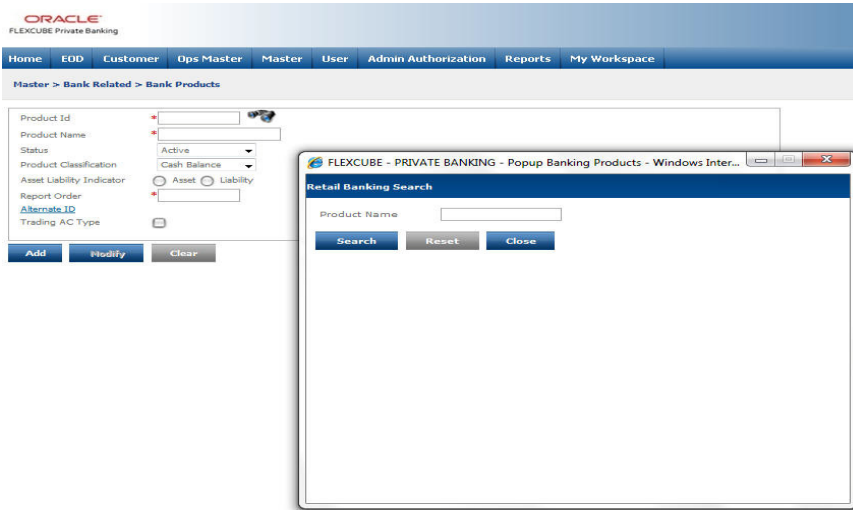 ORACLE
FLEXCUBE Private Banking
Home EOD Customer Ops Master Master User Admin Authorization Reports My Workspace
Master > Bank Related > Bank Products
Product Id *
Product Name *
Status Active
Product Classification Cash Balance
Asset Liability Indicator Asset Liability
Report Order *
Alternate ID
Trading AC Type
Add Modify Clear
FLEXCUBE - PRIVATE BANKING - Popup Banking Products - Windows Inter...
Retail Banking Search
Product Name
Search Reset Close